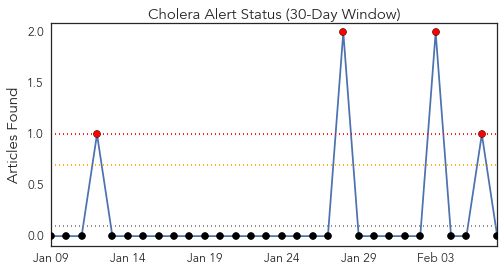 Cholera Alert Status (30-Day Window)
Articles Found
2.0
1.5
1.0
0.5
0.0
Jan 09
Jan 14
Jan 19
Jan 24
Jan 29
Feb 03